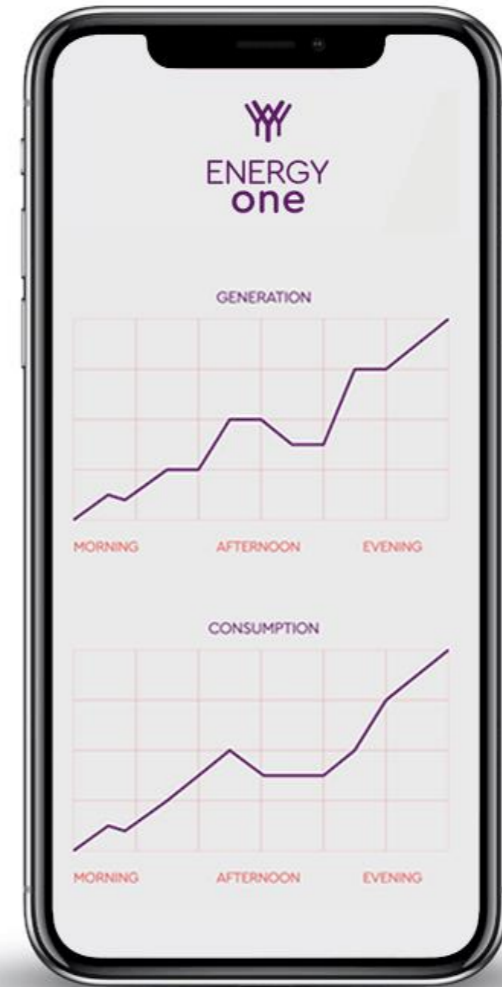 ENERGY
one
GENERATION
MORNING AFTERNOON EVENING
CONSUMPTION
MORNING AFTERNOON EVENING